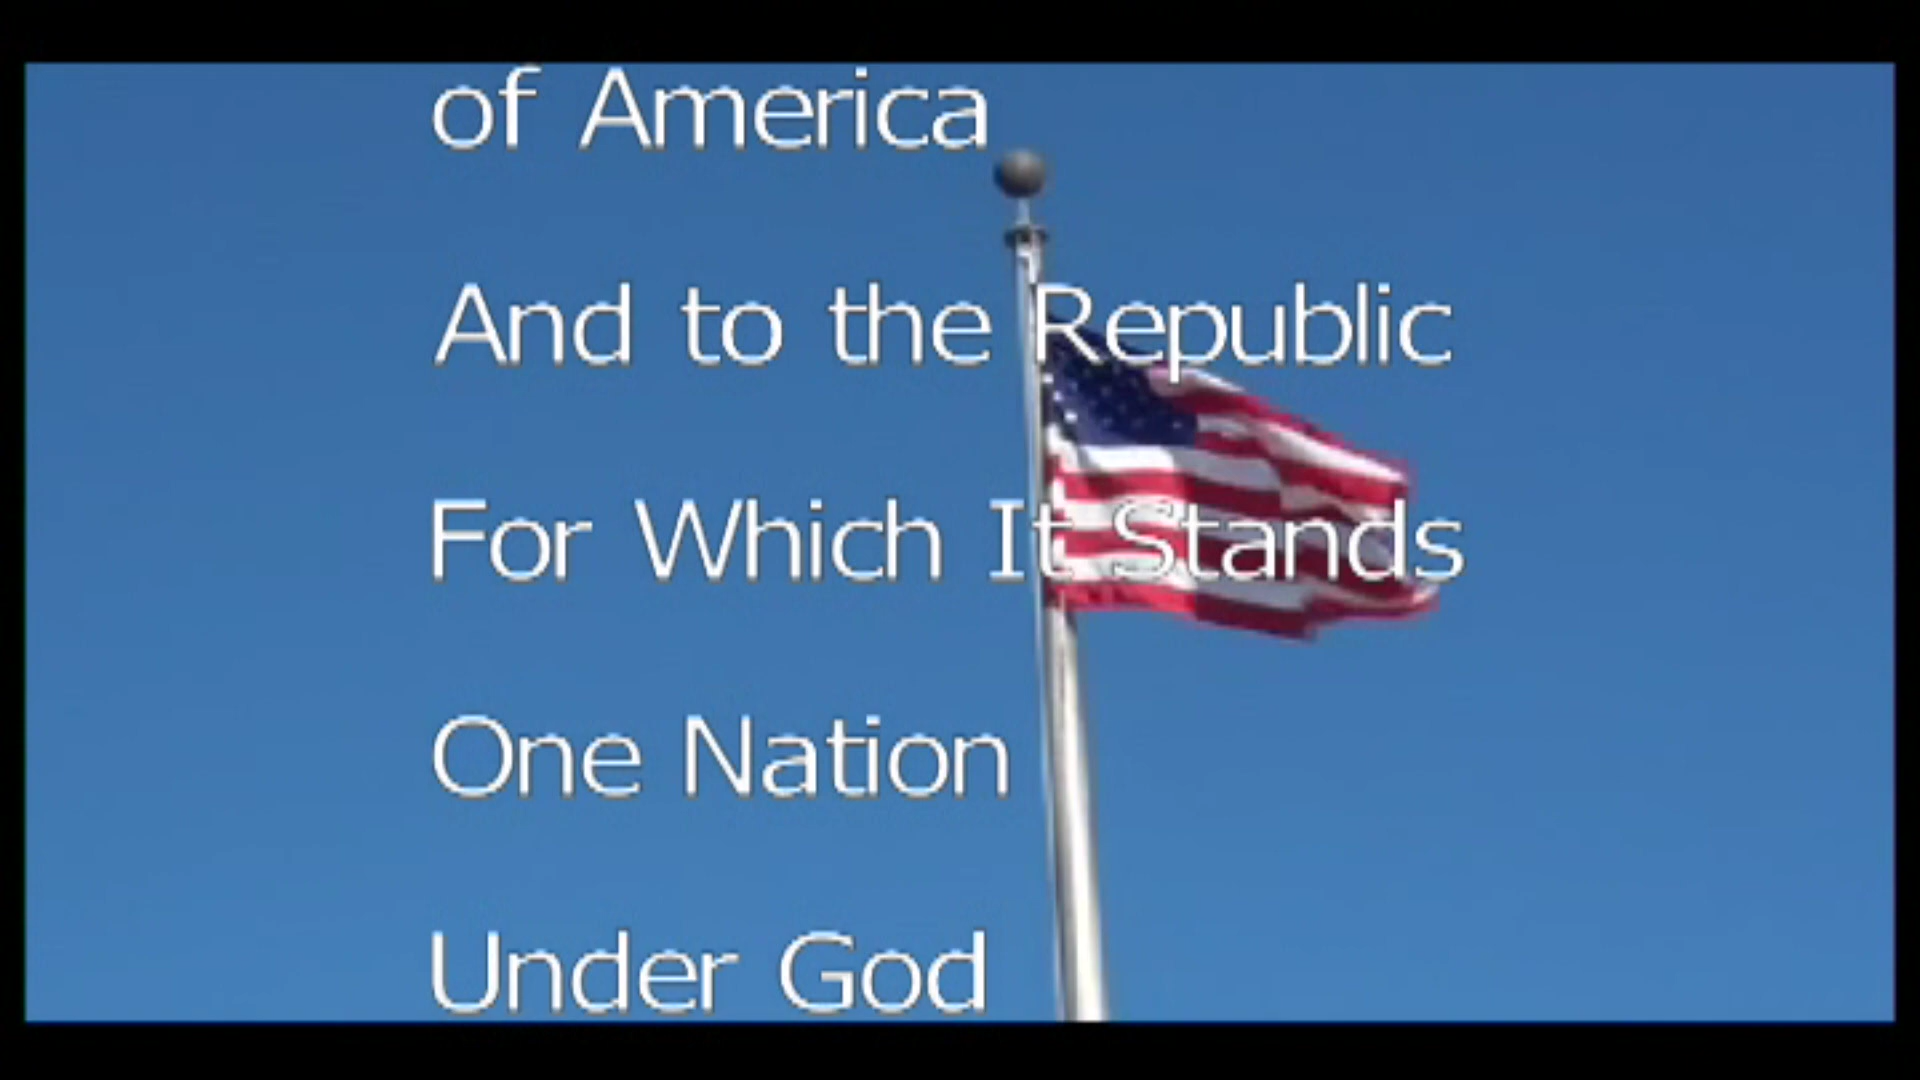 of America
And to the Republic
For Which It Stands
One Nation
Under God